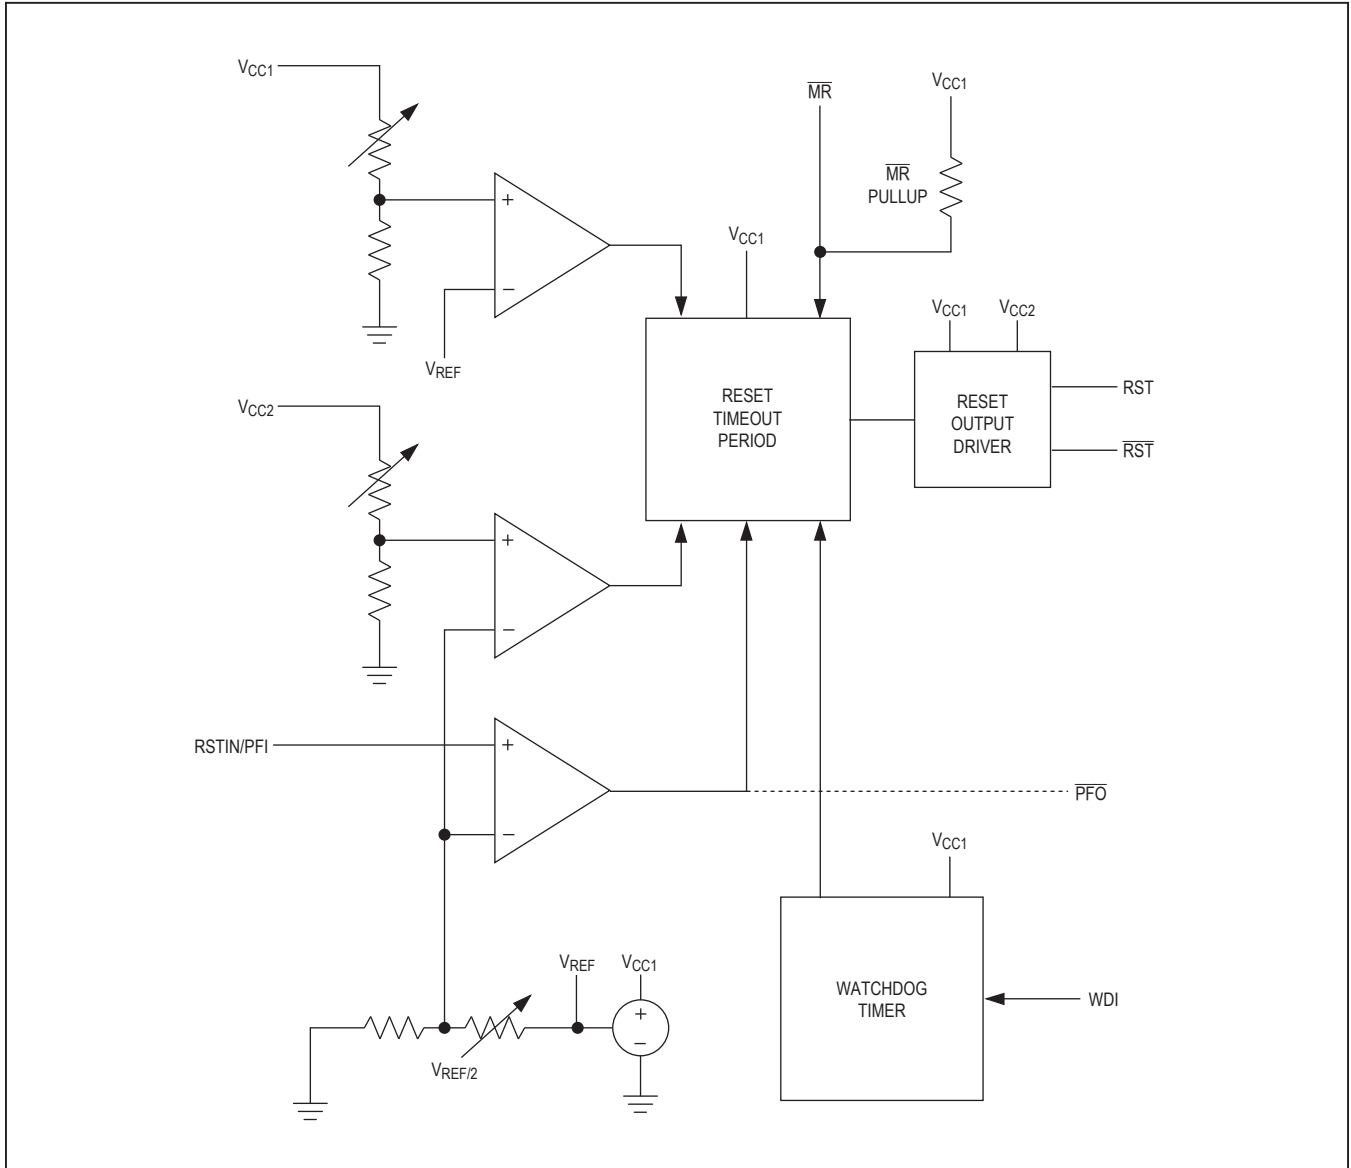 VCC1
MR
VCC1
MR
PULLUP
+
VCC1
−
VREF
VCC1
VCC2
RESET
TIMEOUT
PERIOD
RESET
OUTPUT
DRIVER
RST
RST
VCC2
+
−
RSTIN/PFI
+
PFO
−
VCC1
VREF
VCC1
WATCHDOG
TIMER
WDI
+
−
VREF/2